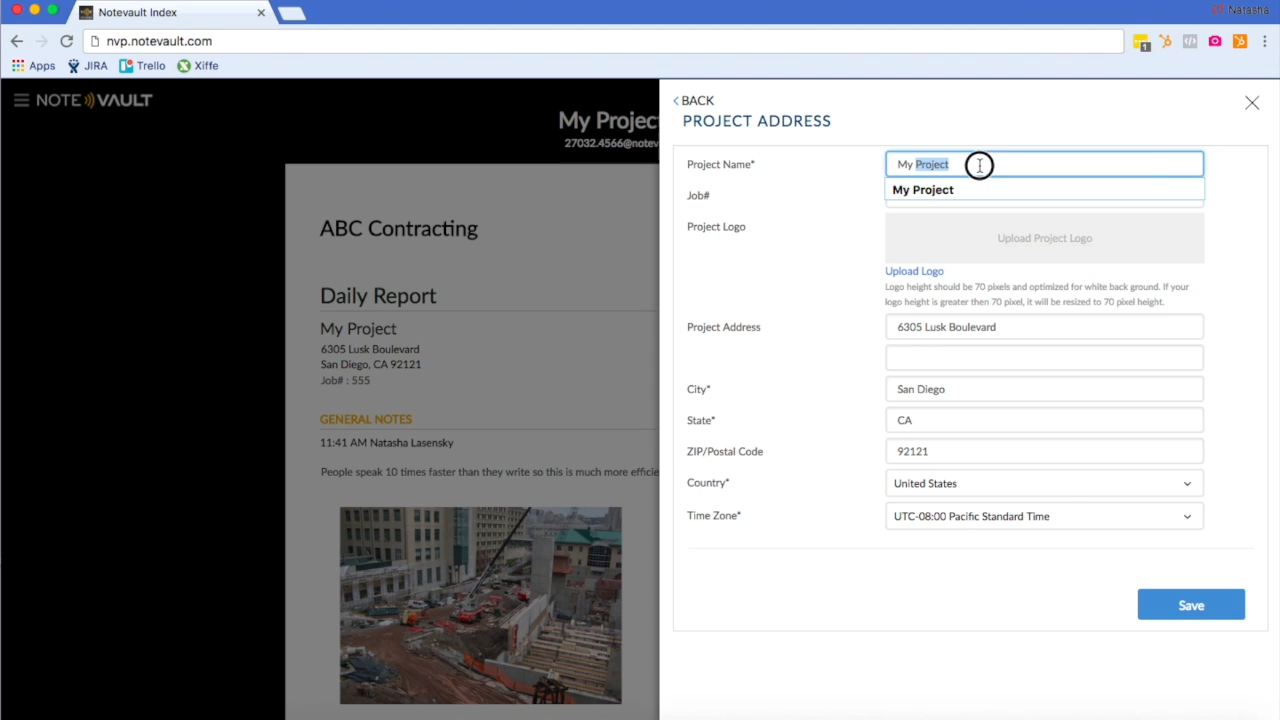 Notevault Index
Natasha
nvp.notevault.com
1
Apps JIRA Trello Xiffe
NOTE VAULT
My Projec
27032.4566@notev
ABC Contracting
Daily Report
My Project
6305 Lusk Boulevard
San Diego, CA 92121
Job# : 555
GENERAL NOTES
11:41 AM Natasha Lasensky
People speak 10 times faster than they write so this is much more efficie
BACK
PROJECT ADDRESS
Project Name* My Project
My Project
Job#
Project Logo Upload Project Logo
Upload Logo
Logo height should be 70 pixels and optimized for white back ground. If your
logo height is greater then 70 pixel, it will be resized to 70 pixel height.
Project Address 6305 Lusk Boulevard
City* San Diego
State* CA
ZIP/Postal Code 92121
Country* United States
Time Zone* UTC-08:00 Pacific Standard Time
Save